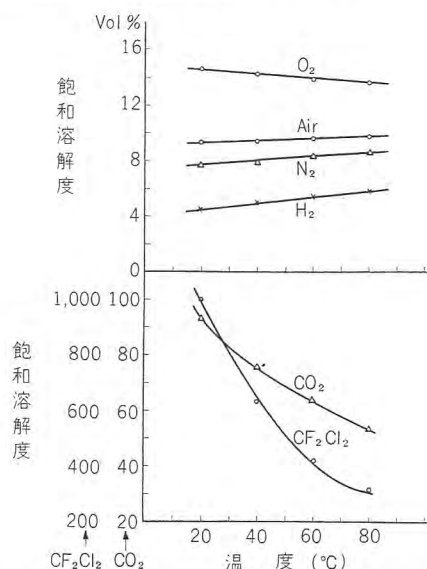 Vol %
16
12
8
4
0
飽和溶解度
O₂
Air
N₂
H₂
1,000 100
800 80
600 60
400 40
200 20
飽和溶解度
CO₂
CF₂Cl₂
20 40 60 80
CF₂Cl₂ CO₂ 温度 (℃)